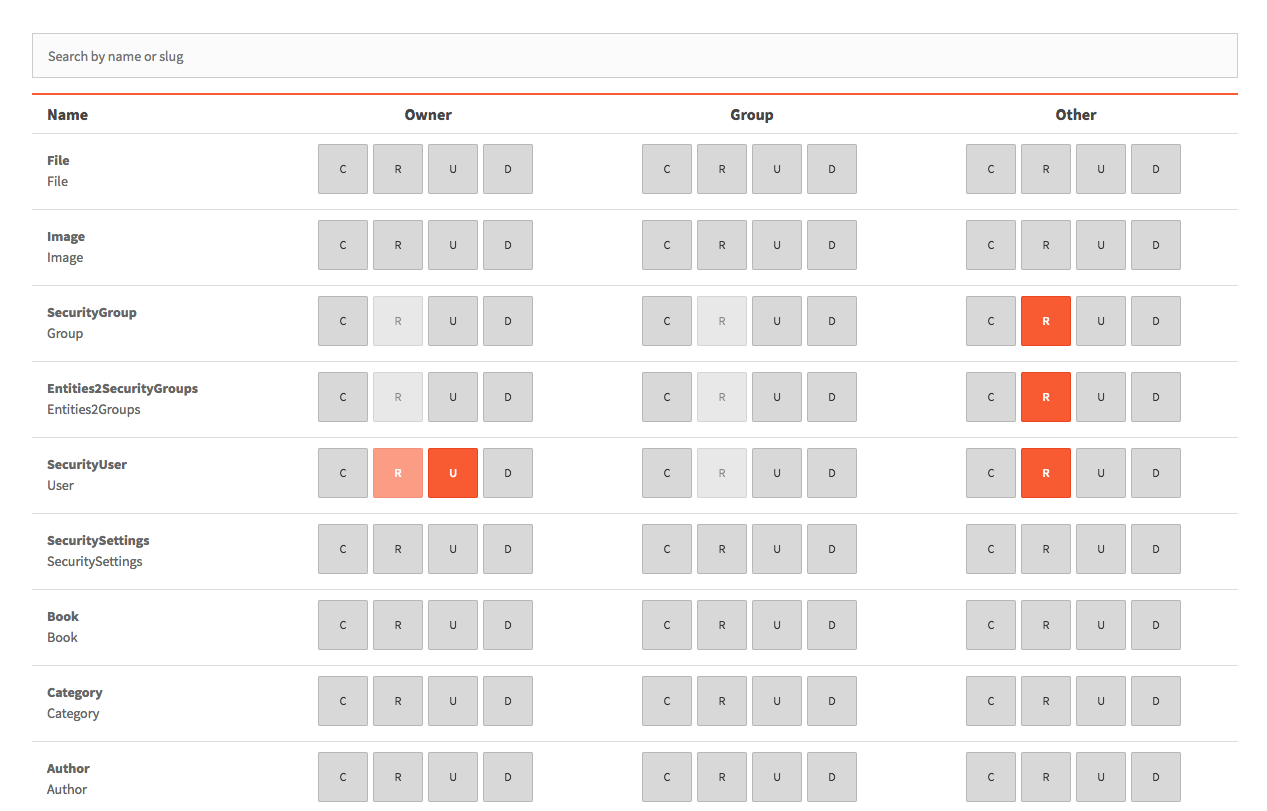 Search by name or slug
Name Owner Group Other
File
File
C R U D C R U D C R U D
Image
Image
C R U D C R U D C R U D
SecurityGroup
Group
C R U D C R U D C R U D
Entities2SecurityGroups
Entities2Groups
C R U D C R U D C R U D
SecurityUser
User
C R U D C R U D C R U D
SecuritySettings
SecuritySettings
C R U D C R U D C R U D
Book
Book
C R U D C R U D C R U D
Category
Category
C R U D C R U D C R U D
Author
Author
C R U D C R U D C R U D